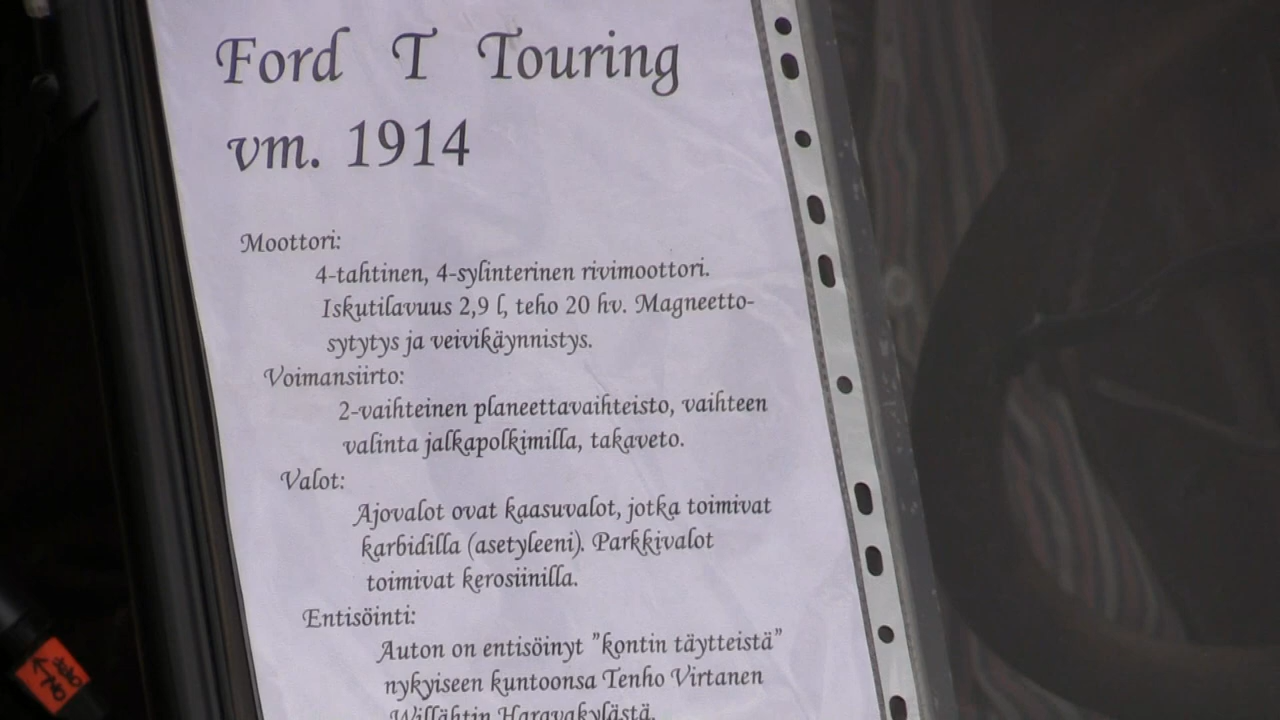 Ford T Touring
vm. 1914
Moottori:
4-tahtinen, 4-sylinterinen rivimoottori.
Iskutilavuus 2,9 l, teho 20 hv. Magneetto-
sytytys ja veivikäynnistys.
Voimansiirto:
2-vaihteinen planeettavaihteisto, vaihteen
valinta jalkapolkimilla, takaveto.
Valot:
Ajovalot ovat kaasuvalot, jotka toimivat
karbidilla (asetyleeni). Parkkivalot
toimivat kerosiinilla.
Entisöinti:
Auton on entisöinyt "kontin täytteistä"
nykyiseen kuntoonsa Tenho Virtanen
Willähtin Haravakylästä.